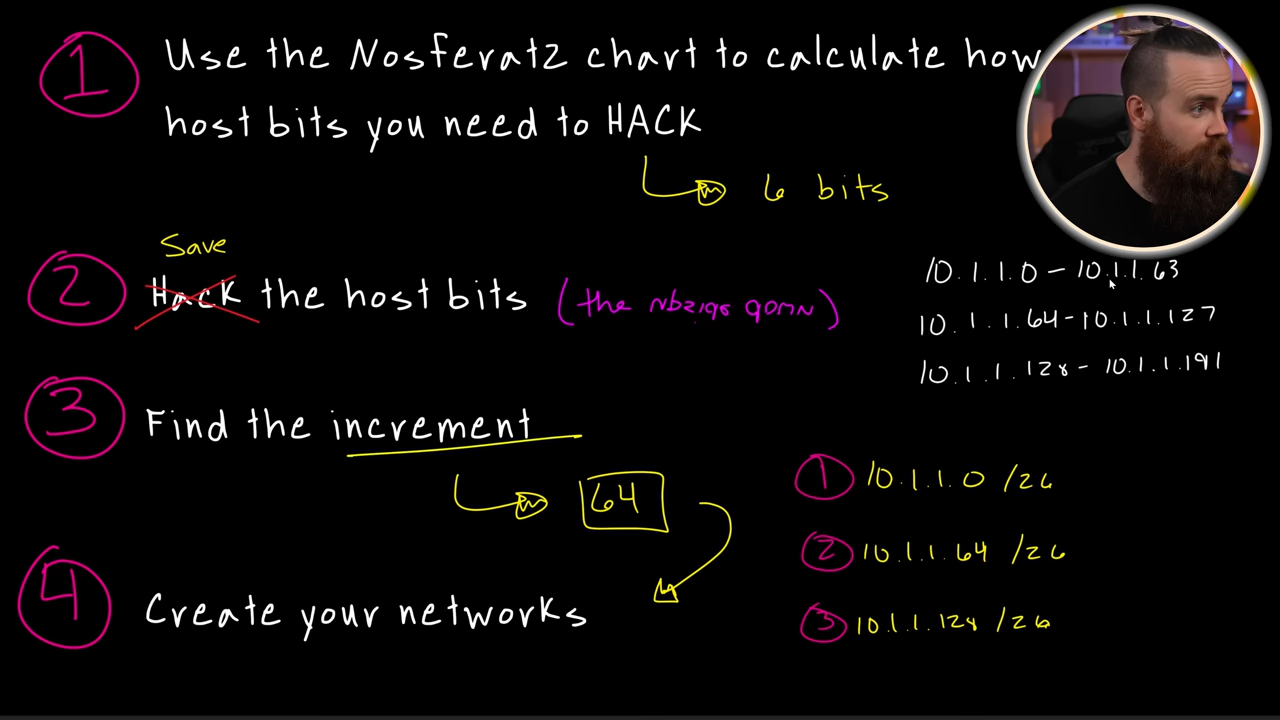 1 Use the Nosferatz chart to calculate how
host bits you need to HACK
6 bits
Save
2 Hack the host bits
(the
10.1.1.0 - 10.1.1.63
10.1.1.64 - 10.1.1.127
10.1.1.128 - 10.1.1.191
3 Find the increment
64
4 Create your networks
1 10.1.1.0 /26
2 10.1.1.64 /26
3 10.1.1.128 /26